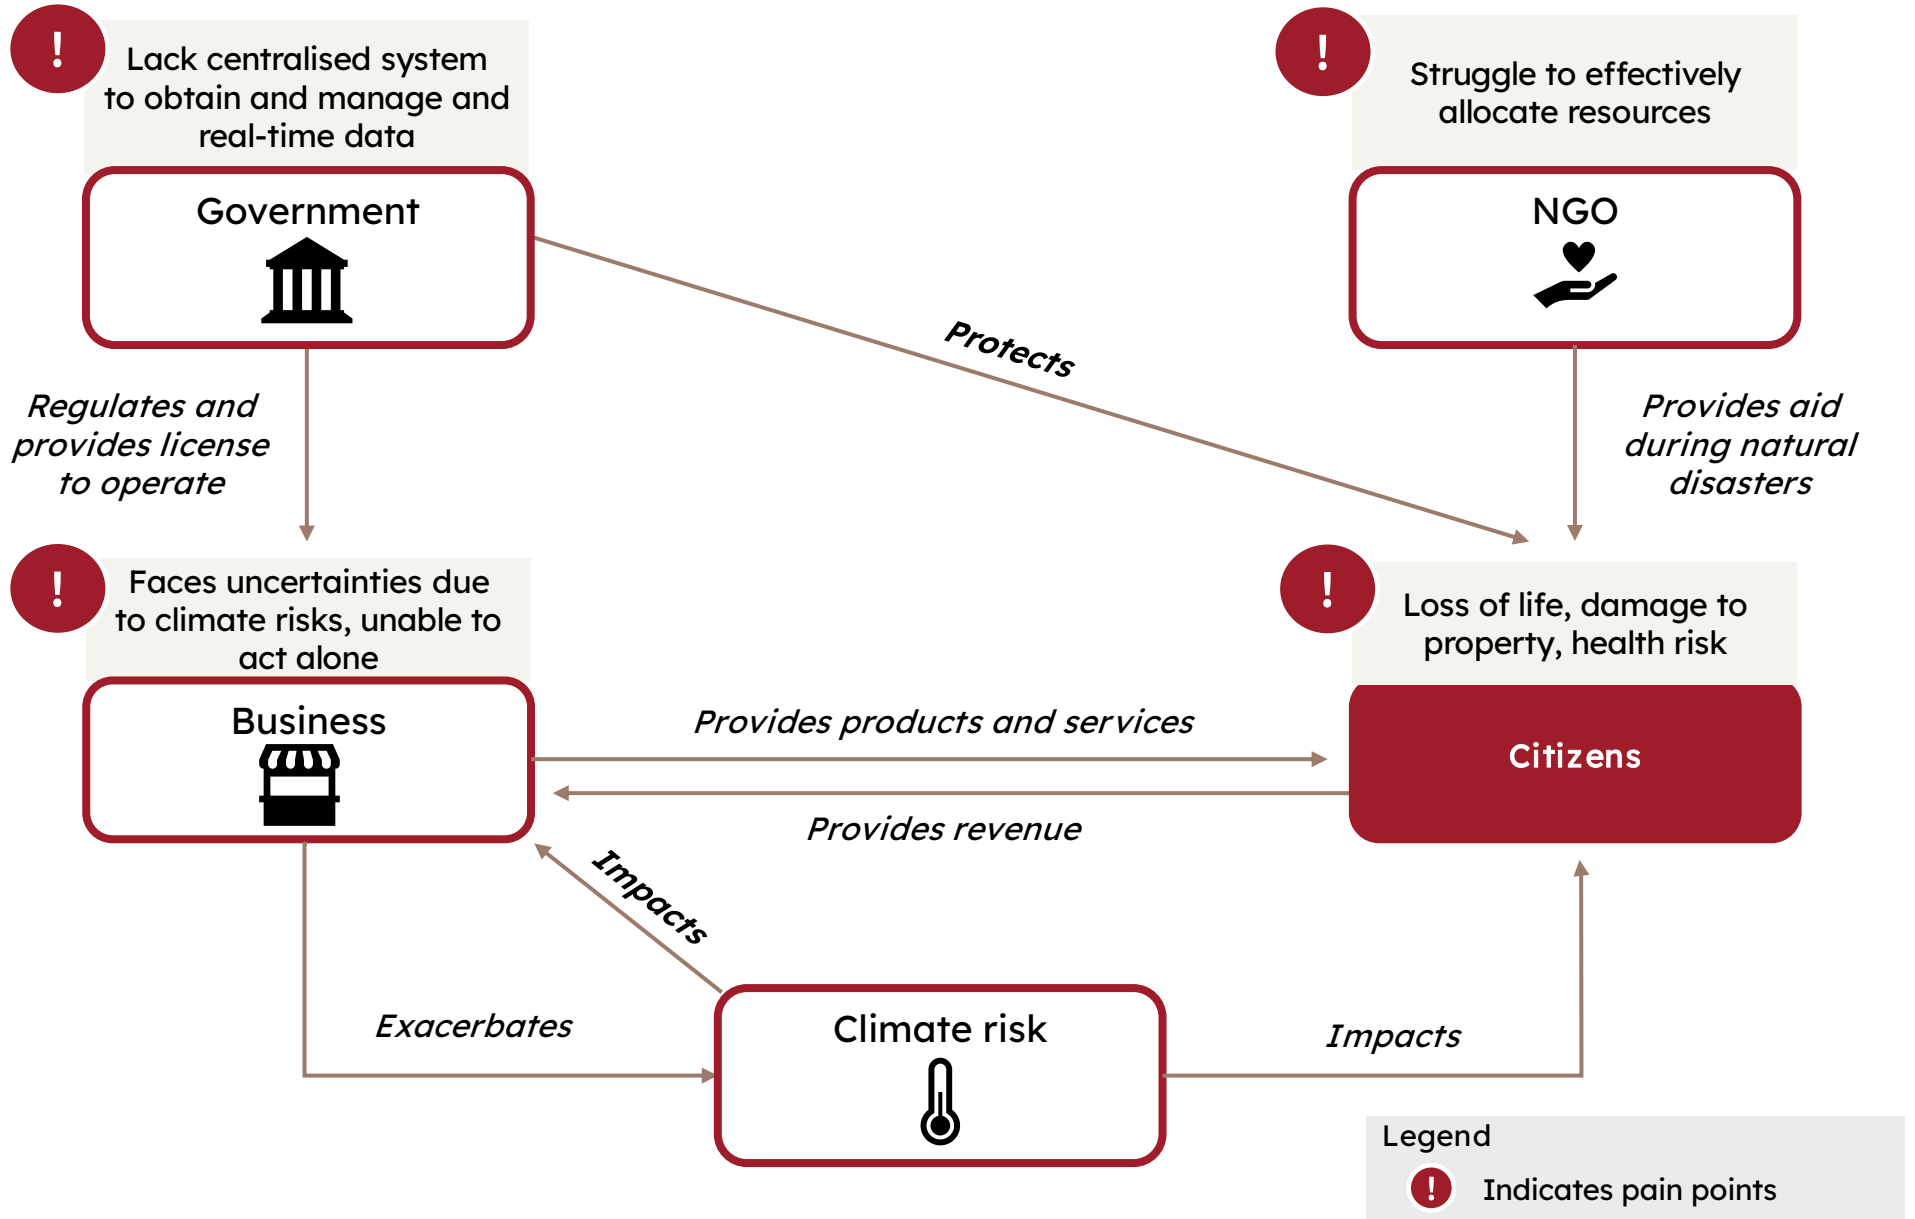 !
Lack centralised system
to obtain and manage and
real-time data
Government
!
Struggle to effectively
allocate resources
NGO
Protects
Regulates and
provides license
to operate
Provides aid
during natural
disasters
!
Faces uncertainties due
to climate risks, unable to
act alone
Business
!
Loss of life, damage to
property, health risk
Citizens
Provides products and services
Provides revenue
Impacts
Exacerbates
Climate risk
Impacts
Legend
!
Indicates pain points